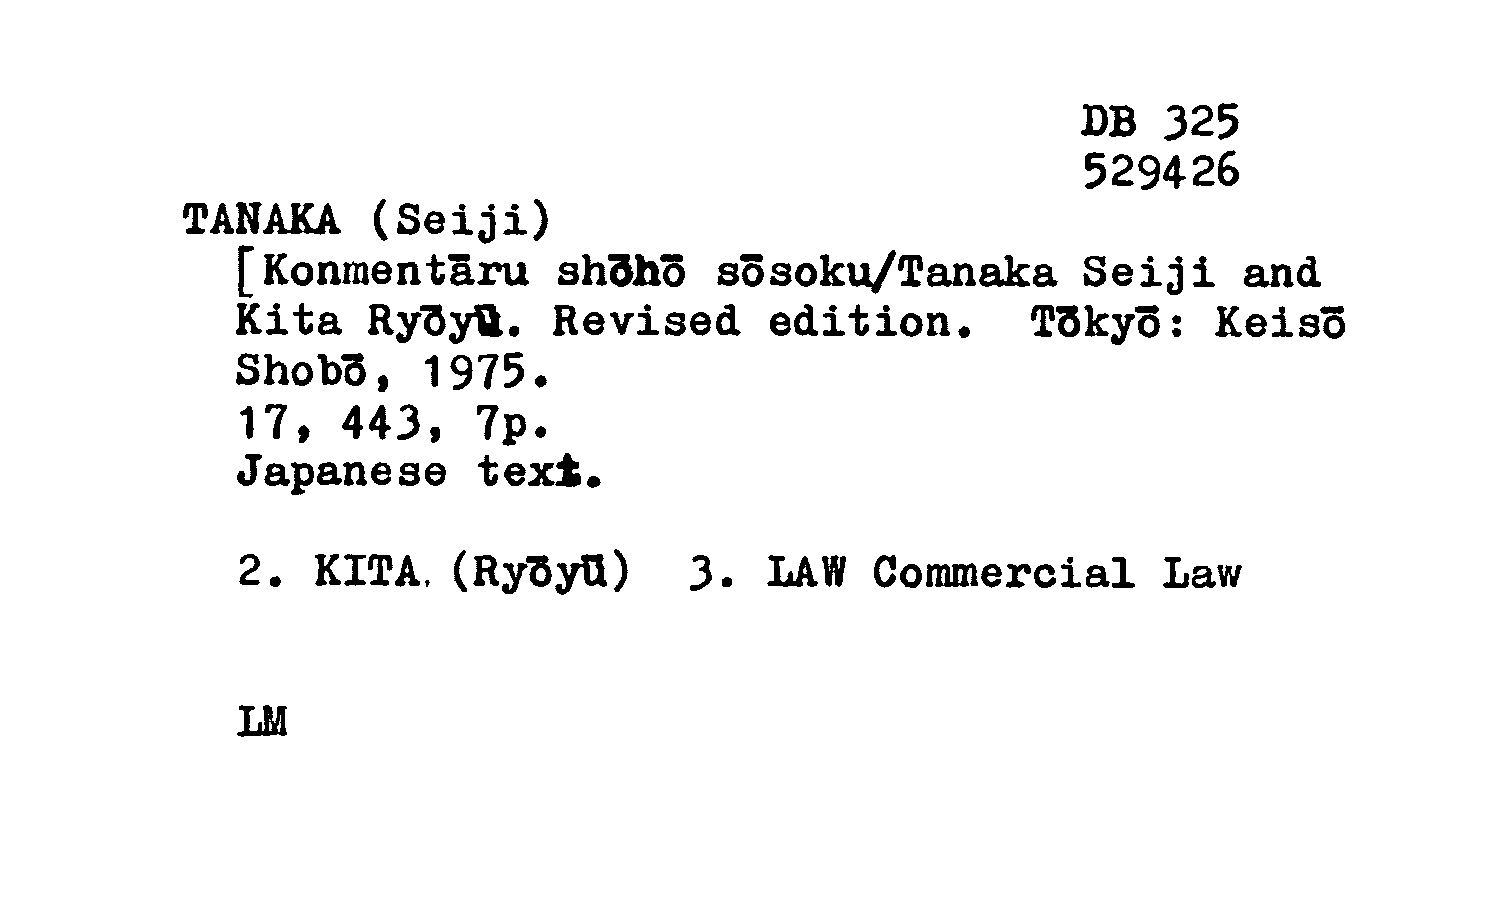 DB 325
529426
TANAKA (Seiji)
[Konmentāru shōhō sōsoku/Tanaka Seiji and
Kita Ryōyū. Revised edition. Tōkyō: Keisō
Shobō, 1975.
17, 443, 7p.
Japanese text.
2. KITA. (Ryōyū) 3. LAW Commercial Law
LM